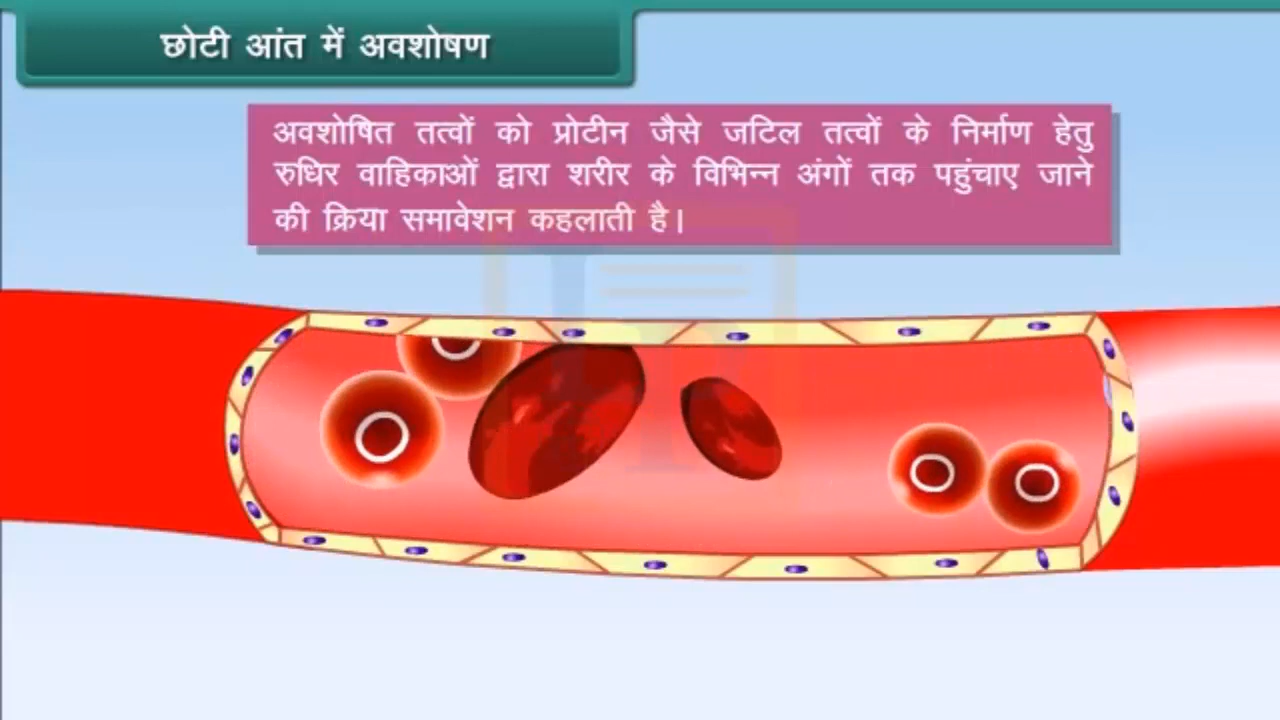 छोटी आंत में अवशोषण
अवशोषित तत्वों को प्रोटीन जैसे जटिल तत्वों के निर्माण हेतु
रुधिर वाहिकाओं द्वारा शरीर के विभिन्न अंगों तक पहुंचाए जाने
की क्रिया समावेशन कहलाती है।